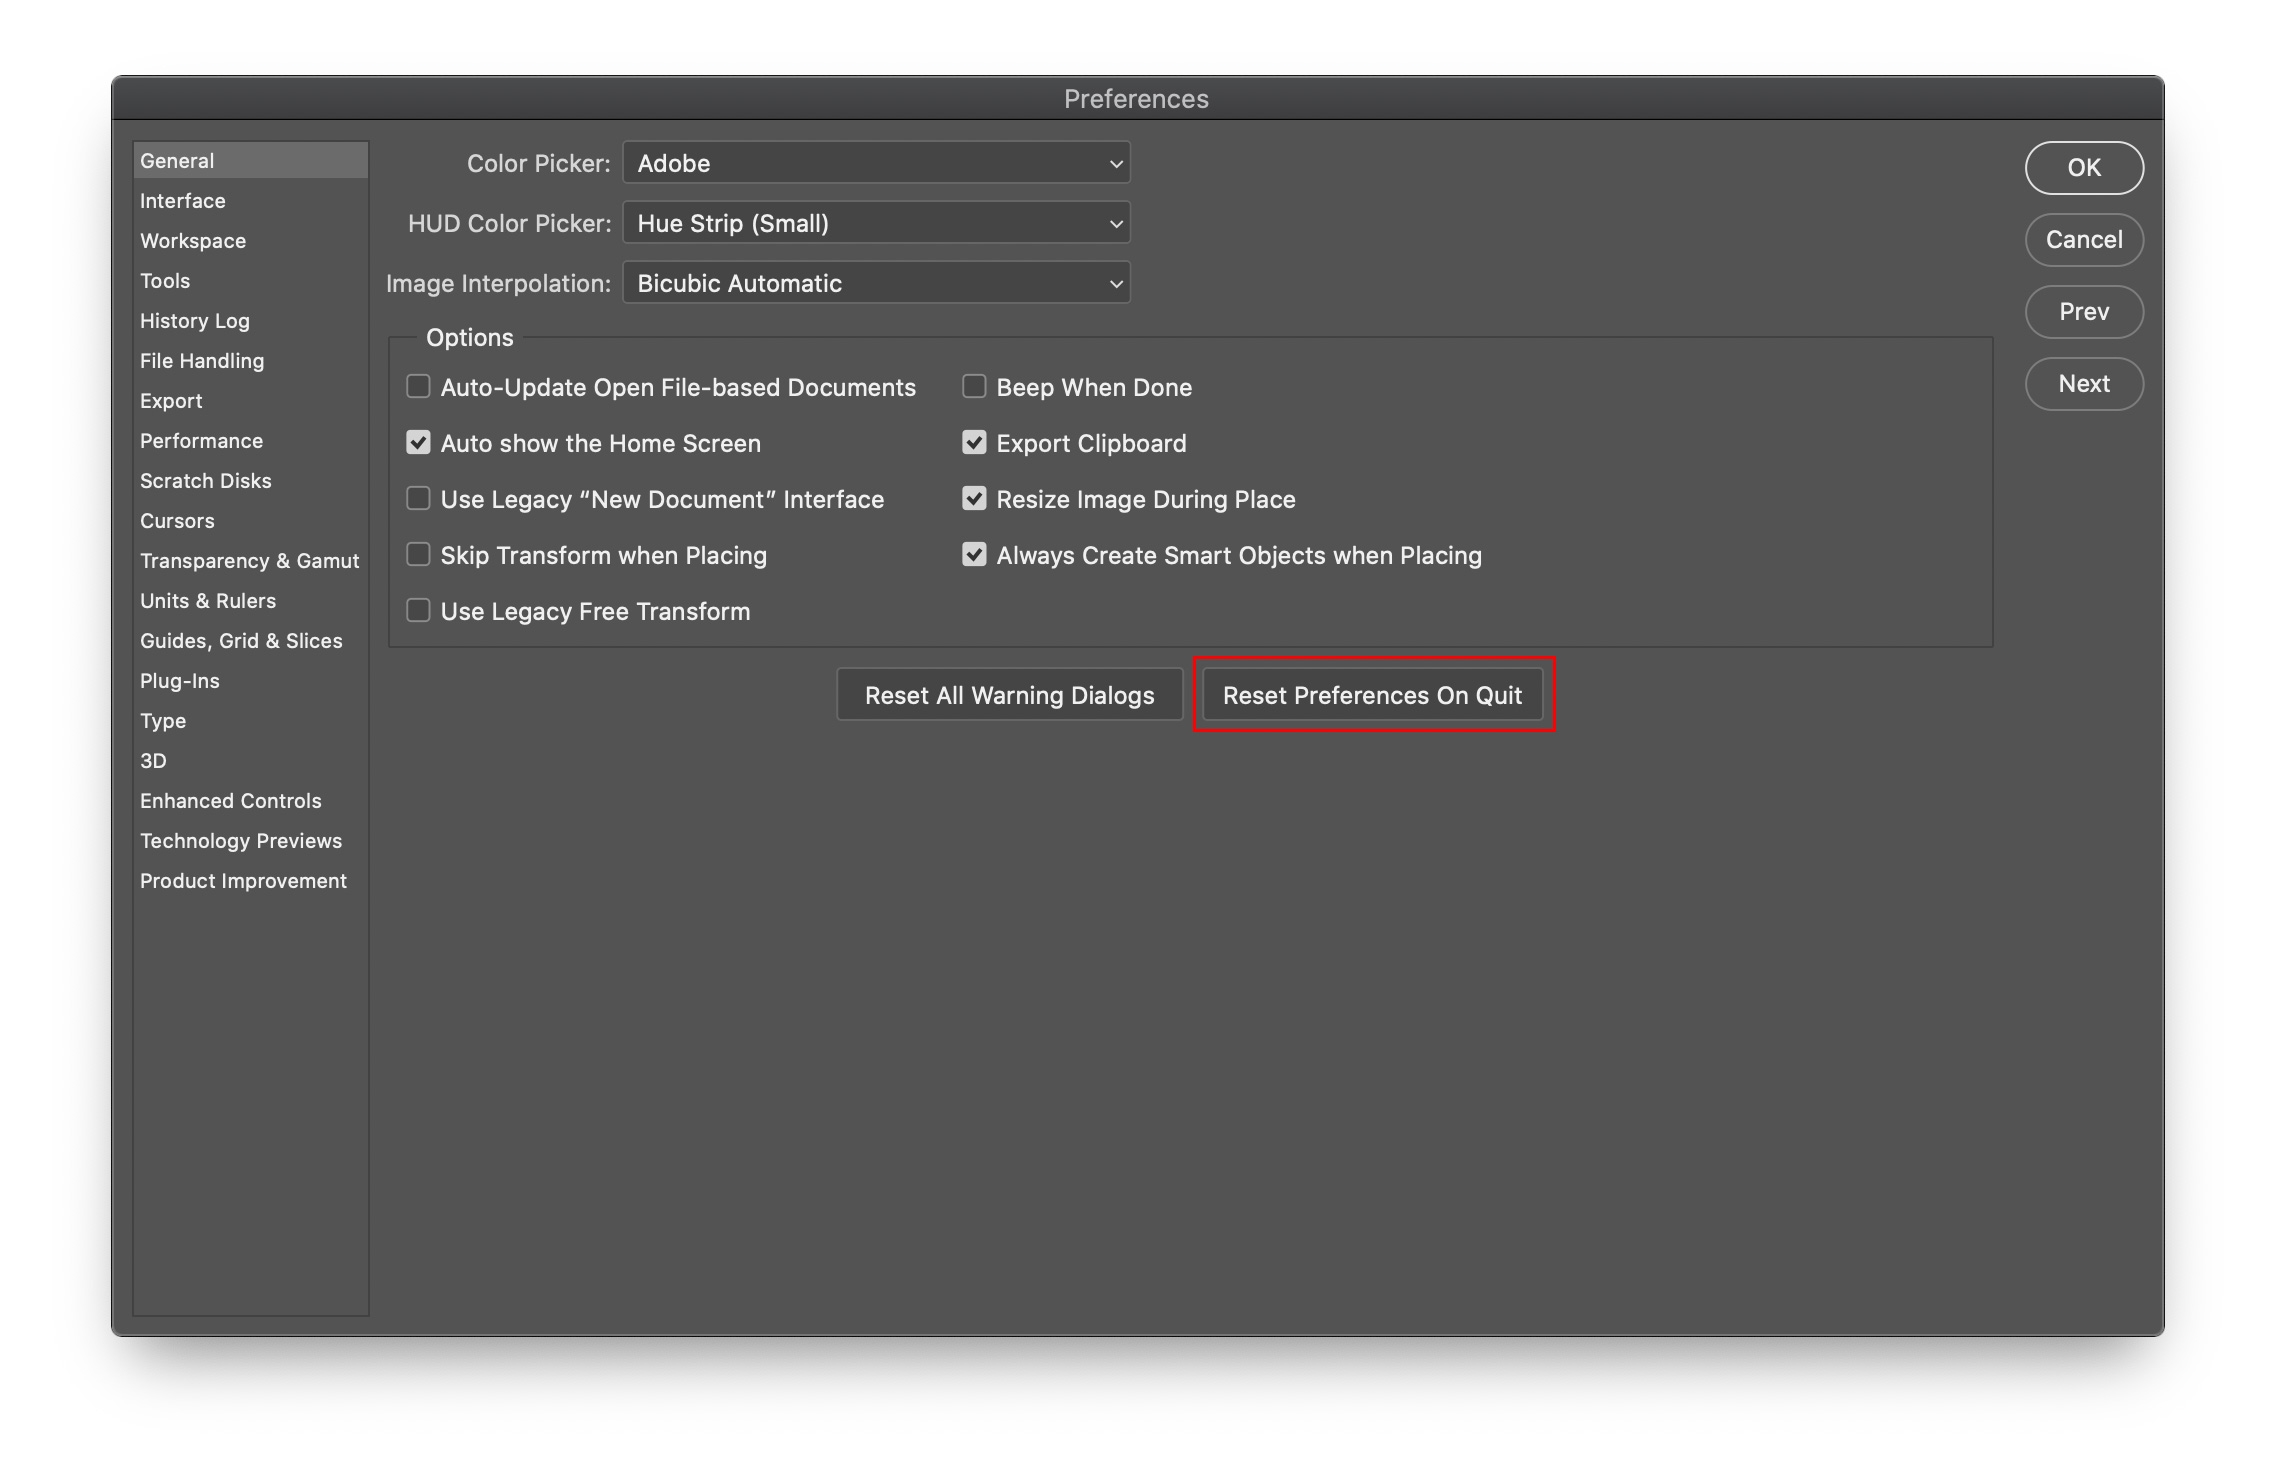 Preferences
General
Interface
Workspace
Tools
History Log
File Handling
Export
Performance
Scratch Disks
Cursors
Transparency & Gamut
Units & Rulers
Guides, Grid & Slices
Plug-Ins
Type
3D
Enhanced Controls
Technology Previews
Product Improvement
Color Picker: Adobe
HUD Color Picker: Hue Strip (Small)
Image Interpolation: Bicubic Automatic
Options
Auto-Update Open File-based Documents
Auto show the Home Screen
Use Legacy “New Document” Interface
Skip Transform when Placing
Use Legacy Free Transform
Beep When Done
Export Clipboard
Resize Image During Place
Always Create Smart Objects when Placing
Reset All Warning Dialogs
Reset Preferences On Quit
OK
Cancel
Prev
Next